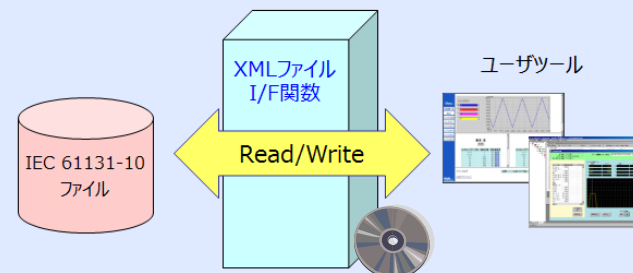 XMLファイル
I/F関数
ユーザツール
IEC 61131-10
ファイル
Read/Write